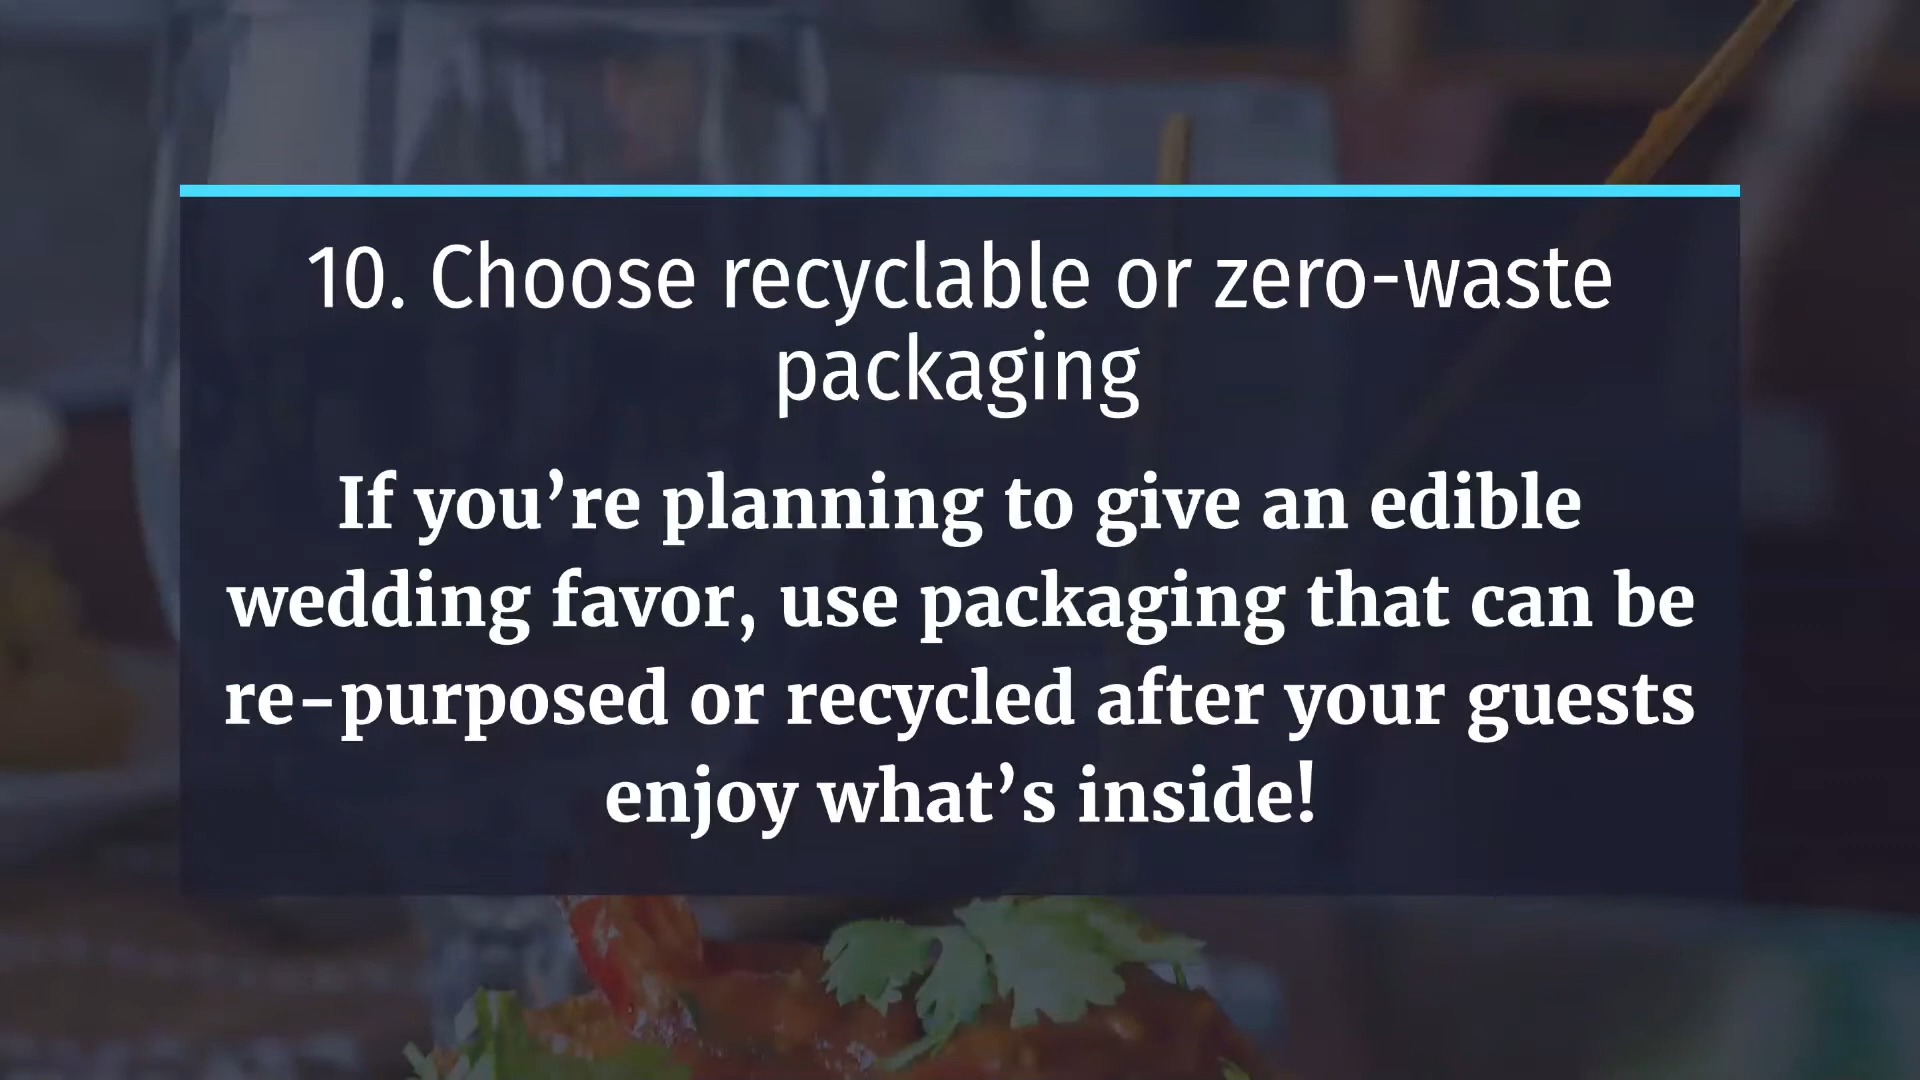 10. Choose recyclable or zero-waste
packaging
If you’re planning to give an edible
wedding favor, use packaging that can be
re-purposed or recycled after your guests
enjoy what’s inside!